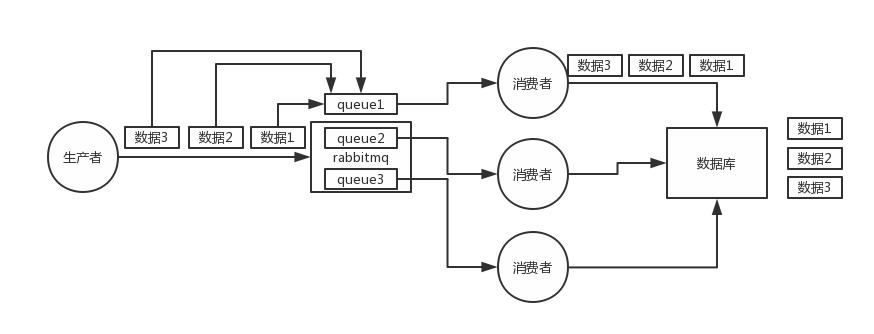 生产者
数据3
数据2
数据1
queue1
queue2
rabbitmq
queue3
消费者
数据3
数据2
数据1
消费者
消费者
数据库
数据1
数据2
数据3